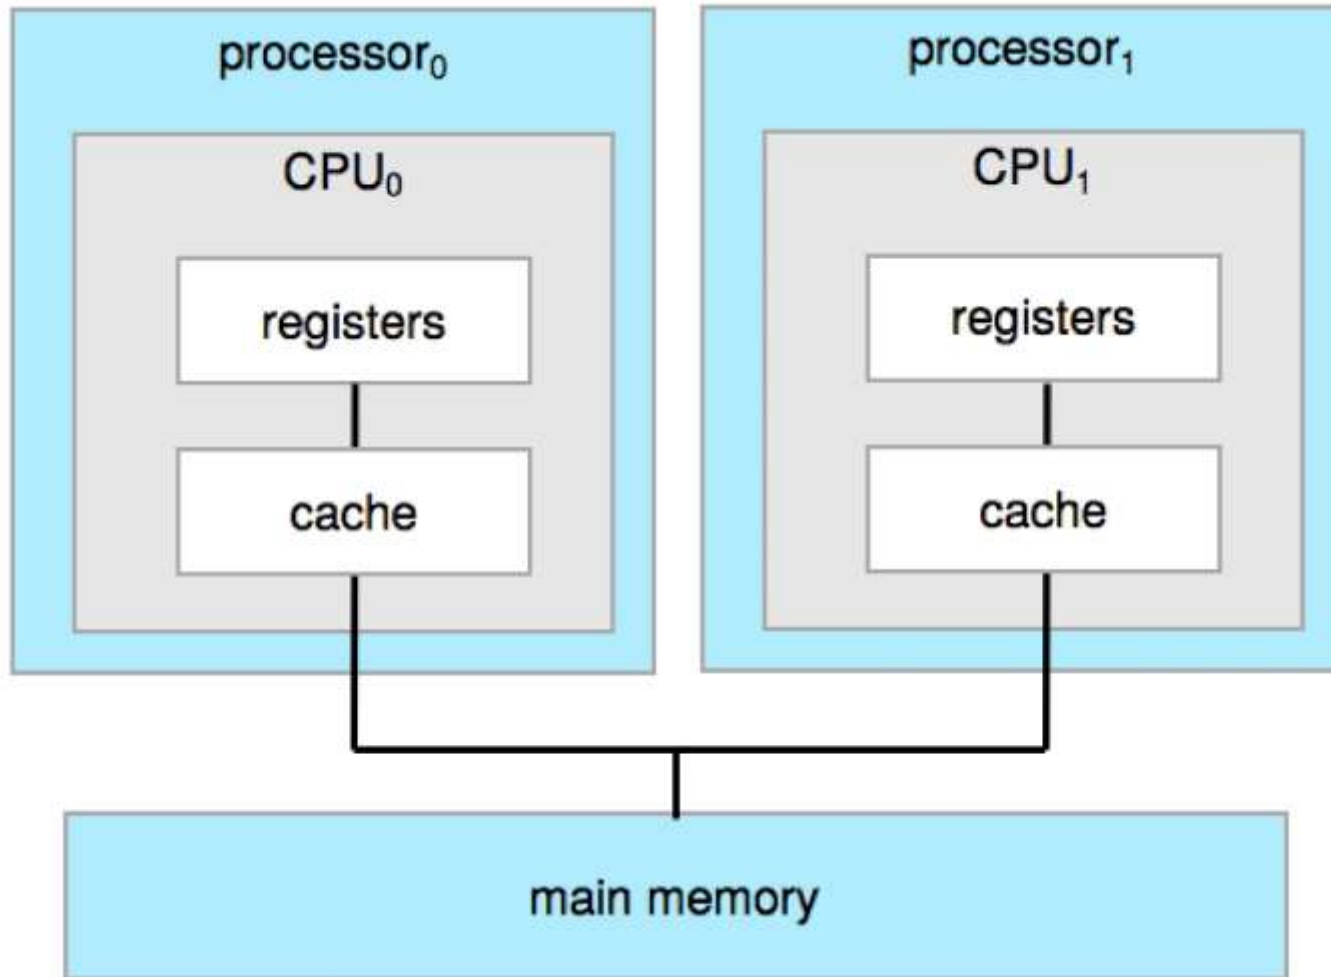 processor₀
CPU₀
registers
cache
processor₁
CPU₁
registers
cache
main memory